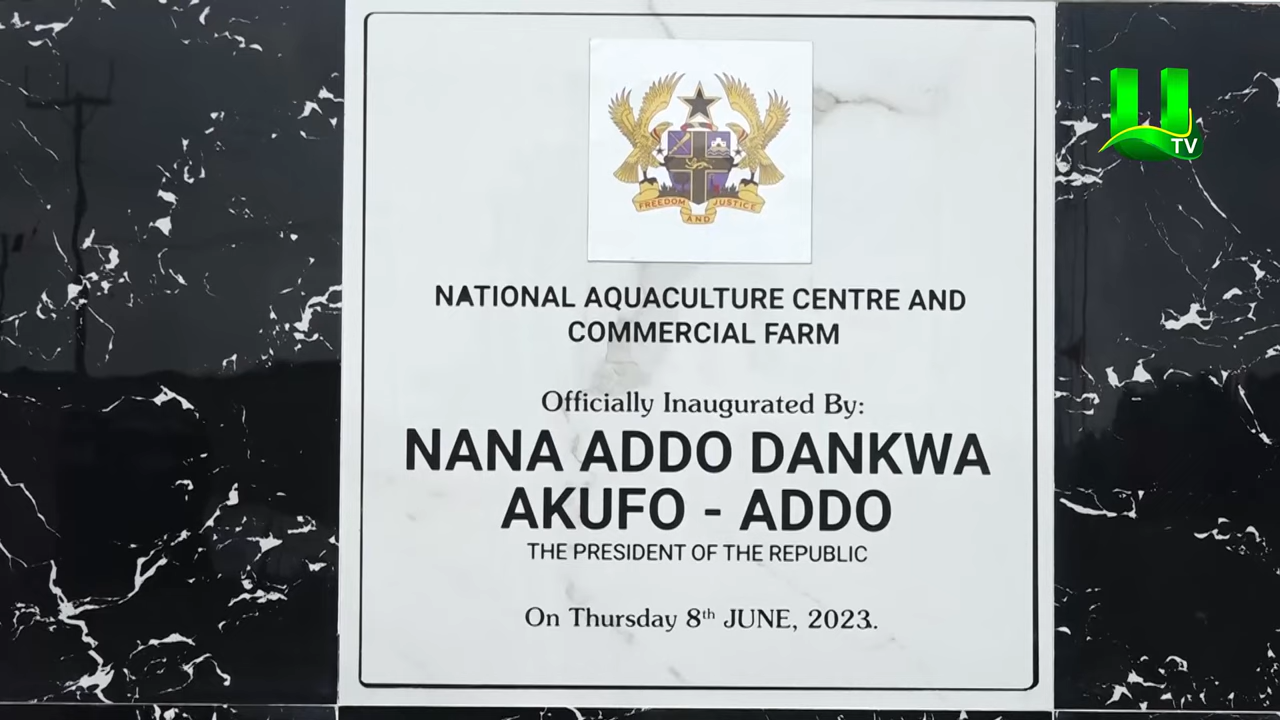 U
TV
FREEDOM AND JUSTICE
NATIONAL AQUACULTURE CENTRE AND
COMMERCIAL FARM
Officially Inaugurated By:
NANA ADDO DANKWA
AKUFO - ADDO
THE PRESIDENT OF THE REPUBLIC
On Thursday 8th JUNE, 2023.